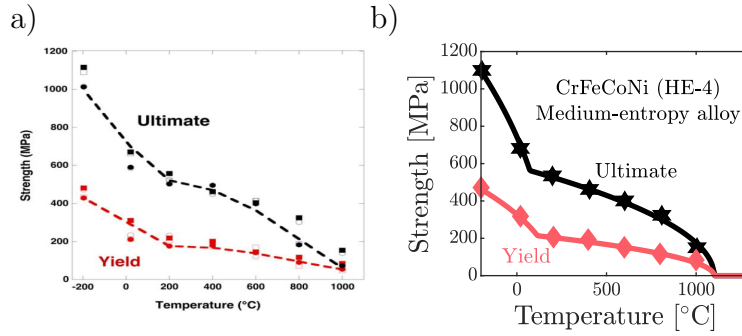 a)
1200
1000
800
600
400
200
0
Strength (MPa)
Ultimate
Yield
-200 0 200 400 600 800 1000
Temperature (°C)
b)
1200
1000
800
600
400
200
0
Strength [MPa]
CrFeCoNi (HE-4)
Medium-entropy alloy
Ultimate
Yield
0 500 1000
Temperature [°C]